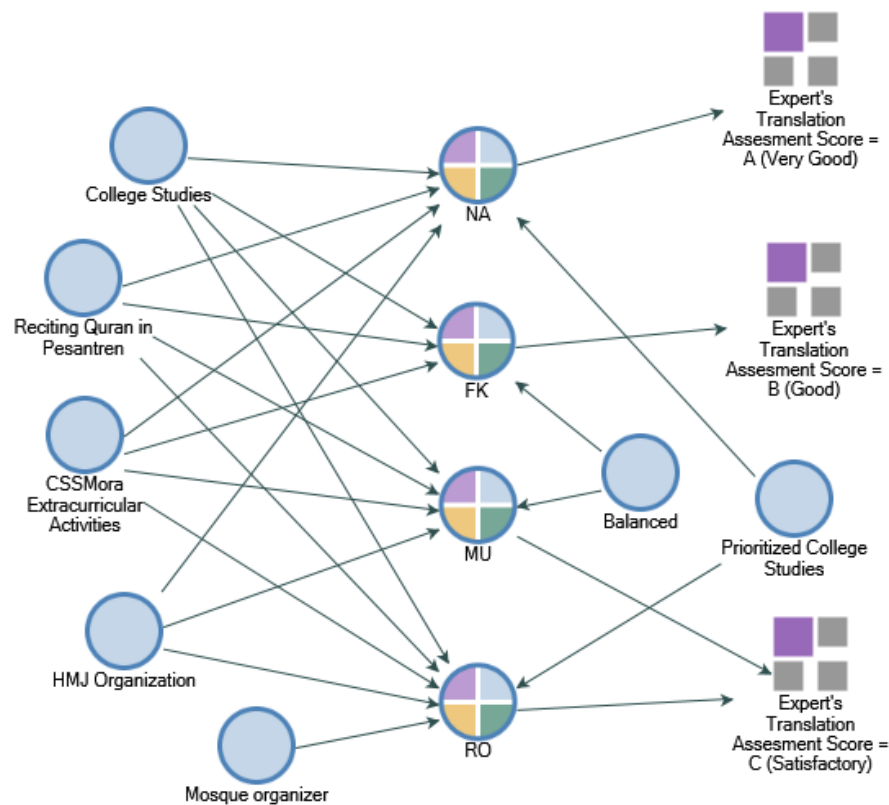 Expert's
Translation
Assesment Score =
A (Very Good)
College Studies
NA
Reciting Quran in
Pesantren
Expert's
Translation
Assesment Score =
B (Good)
FK
CSSMora
Extracurricular
Activities
Balanced
Prioritized College
Studies
MU
HMJ Organization
Expert's
Translation
Assesment Score =
C (Satisfactory)
RO
Mosque organizer